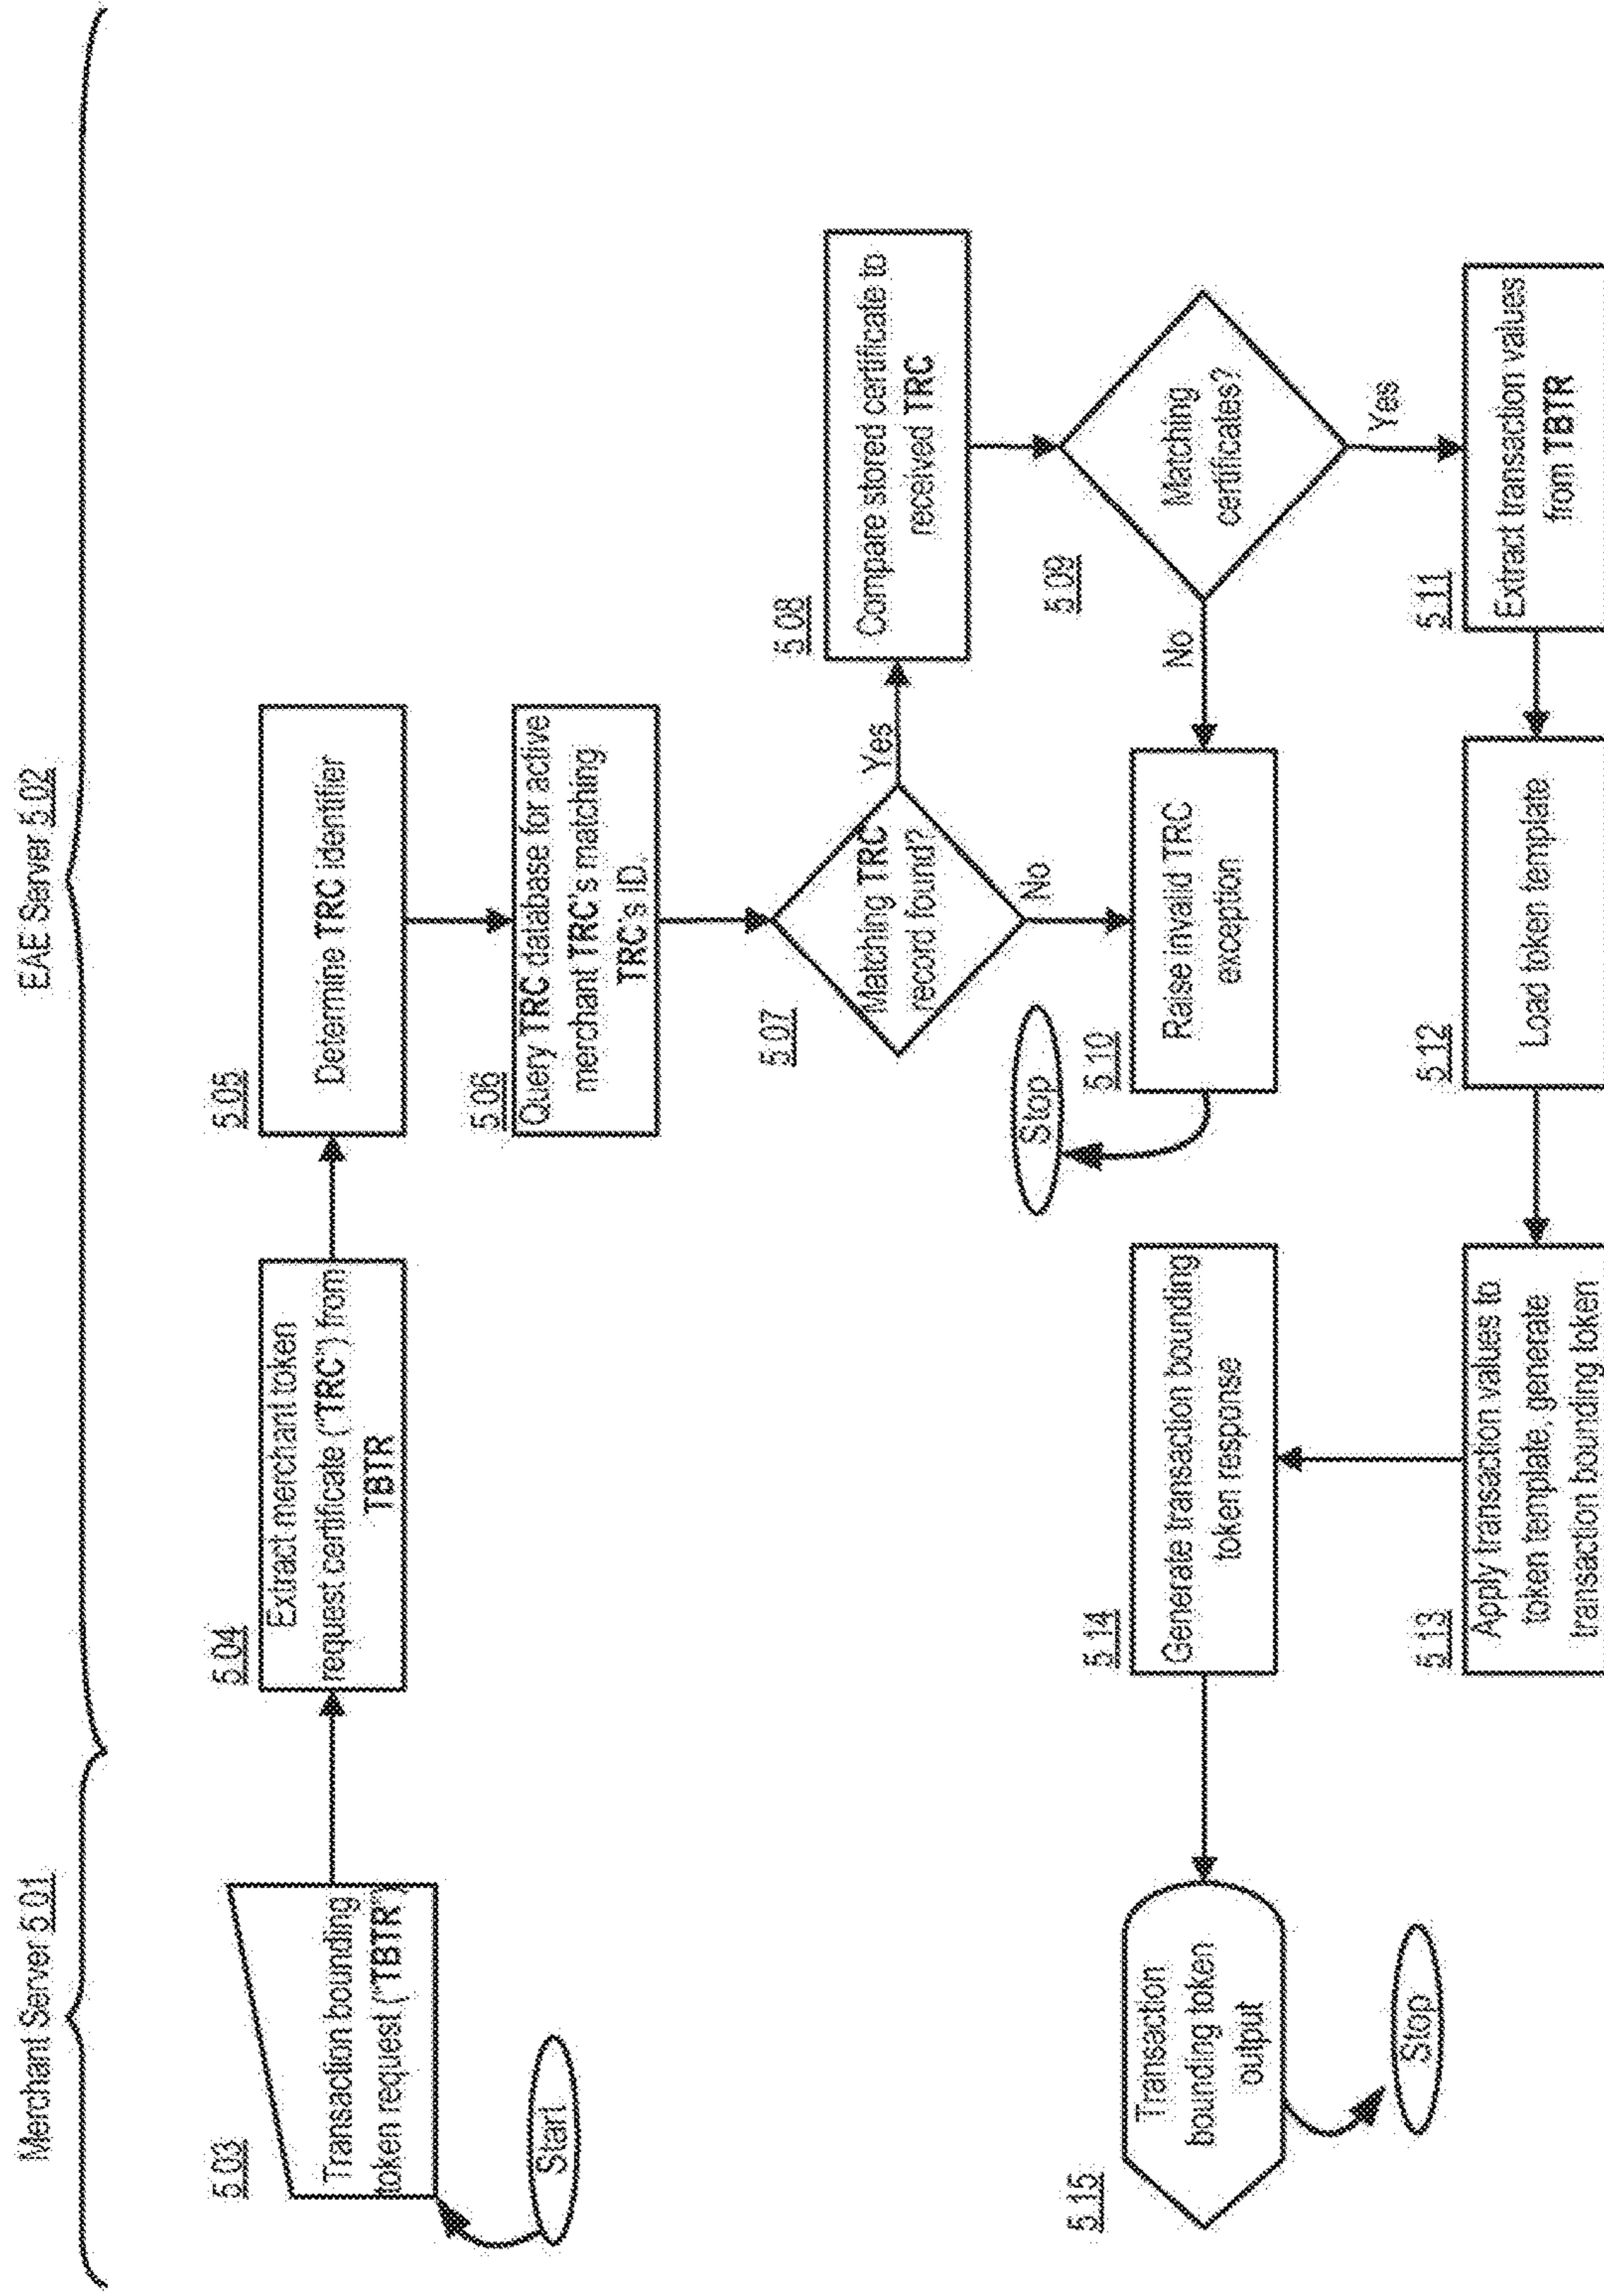 Merchant Server 5.01
EAE Server 5.02
5.03
Transaction bounding
token request ("TBTR")
Start
5.04
Extract merchant token
request certificate ("TRC") from
TBTR
5.05
Determine TRC identifier
5.06
Query TRC database for active
merchant TRC's matching
TRC's ID.
5.07
Matching TRC
record found?
Yes
No
5.08
Compare stored certificate to
received TRC
5.09
Matching
certificates?
No
Yes
5.10
Raise invalid TRC
exception
Stop
5.11
Extract transaction values
from TBTR
5.12
Load token template
5.13
Apply transaction values to
token template, generate
transaction bounding token
5.14
Generate transaction bounding
token response
5.15
Transaction
bounding token
output
Stop